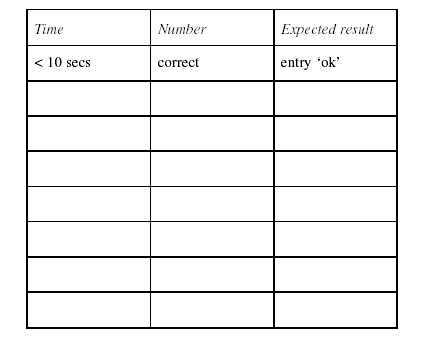 Time Number Expected result
< 10 secs correct entry ‘ok’